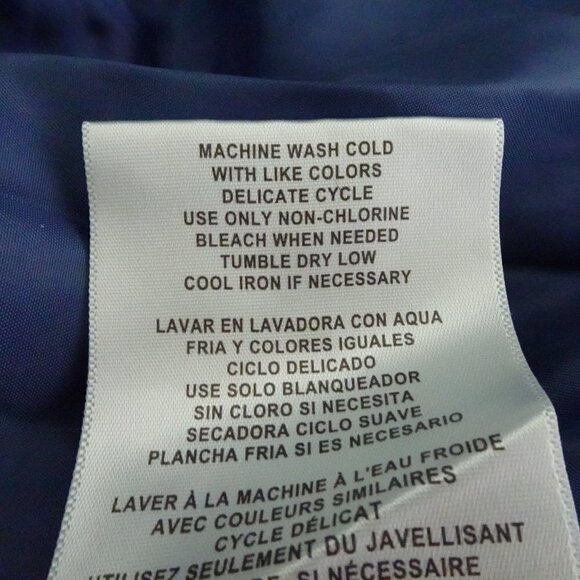 MACHINE WASH COLD
WITH LIKE COLORS
DELICATE CYCLE
USE ONLY NON-CHLORINE
BLEACH WHEN NEEDED
TUMBLE DRY LOW
COOL IRON IF NECESSARY
LAVAR EN LAVADORA CON AQUA
FRIA Y COLORES IGUALES
CICLO DELICADO
USE SOLO BLANQUEADOR
SIN CLORO SI NECESITA
SECADORA CICLO SUAVE
PLANCHA FRIA SI ES NECESARIO
LAVER À LA MACHINE À L'EAU FROIDE
AVEC COULEURS SIMILAIRES
CYCLE DÉLICAT
UTILISEZ SEULEMENT DU JAVELLISANT
SI NÉCESSAIRE